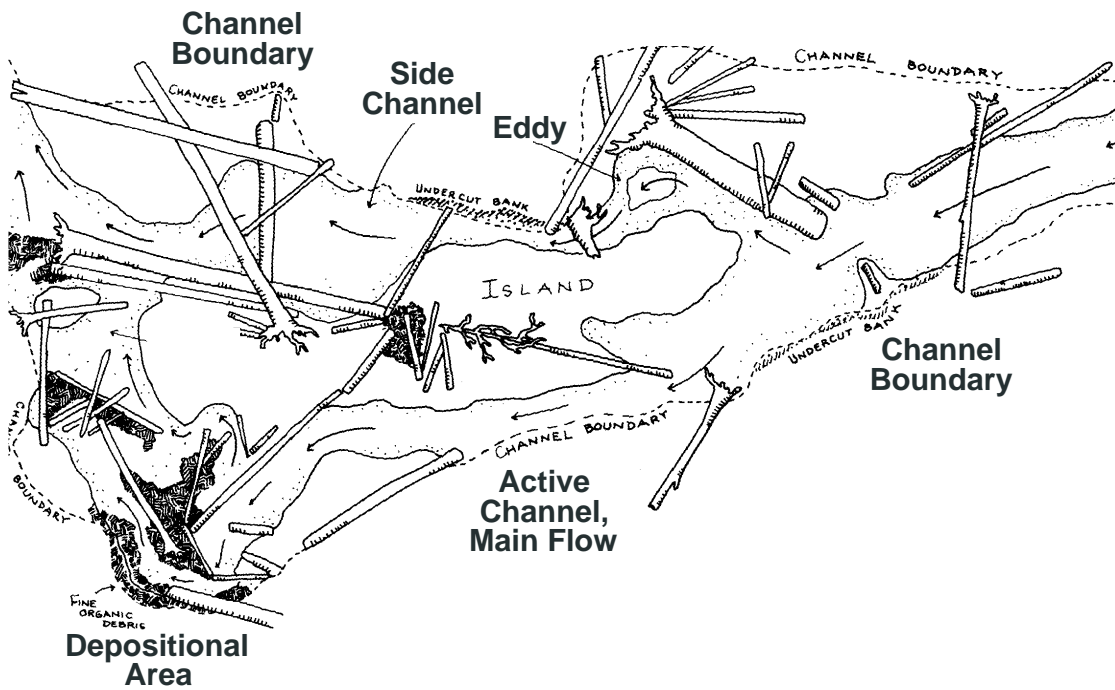 Channel
Boundary
CHANNEL BOUNDARY
Side
Channel
Eddy
CHANNEL BOUNDARY
UNDERCUT BANK
ISLAND
UNDERCUT BANK
Channel
Boundary
CHANNEL BOUNDARY
Active
Channel,
Main Flow
CHAN
BOUNDARY
FINE
ORGANIC
DEBRIS
Depositional
Area